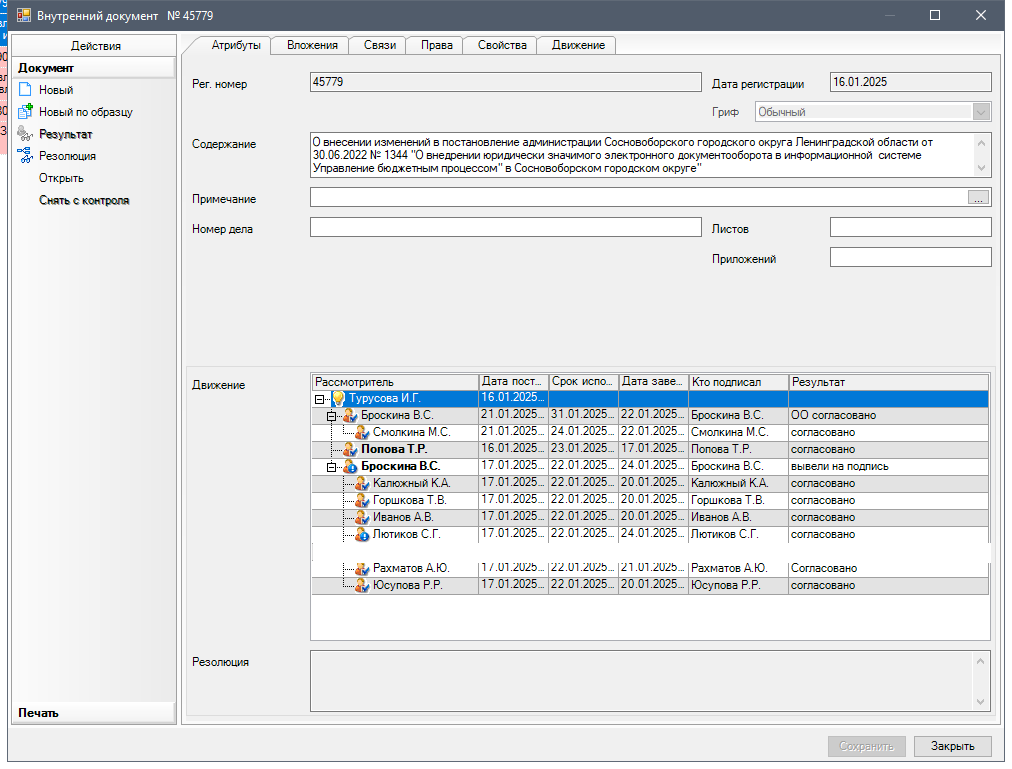 Внутренний документ № 45779
Действия
Документ
Новый
Новый по образцу
Результат
Резолюция
Открыть
Снять с контроля
Печать
Атрибуты Вложения Связи Права Свойства Движение
Рег. номер 45779 Дата регистрации 16.01.2025
Гриф Обычный
Содержание
О внесении изменений в постановление администрации Сосновоборского городского округа Ленинградской области от
30.06.2022 № 1344 "О внедрении юридически значимого электронного документооборота в информационной системе
Управление бюджетным процессом" в Сосновоборском городском округе"
Примечание ...
Номер дела Листов
Приложений
Движение
Рассмотритель Дата пост... Срок испо... Дата заве... Кто подписал Результат
Турусова И.Г. 16.01.2025...
Броскина В.С. 21.01.2025... 31.01.2025... 22.01.2025... Броскина В.С. ОО согласовано
Смолкина М.С. 21.01.2025... 24.01.2025... 22.01.2025... Смолкина М.С. согласовано
Попова Т.Р. 16.01.2025... 23.01.2025... 17.01.2025... Попова Т.Р. согласовано
Броскина В.С. 17.01.2025... 22.01.2025... 24.01.2025... Броскина В.С. вывели на подпись
Калюжный К.А. 17.01.2025... 22.01.2025... 20.01.2025... Калюжный К.А. согласовано
Горшкова Т.В. 17.01.2025... 22.01.2025... 20.01.2025... Горшкова Т.В. согласовано
Иванов А.В. 17.01.2025... 22.01.2025... 20.01.2025... Иванов А.В. согласовано
Лютиков С.Г. 17.01.2025... 22.01.2025... 24.01.2025... Лютиков С.Г. согласовано
Рахматов А.Ю. 17.01.2025... 22.01.2025... 21.01.2025... Рахматов А.Ю. Согласовано
Юсупова Р.Р. 17.01.2025... 22.01.2025... 20.01.2025... Юсупова Р.Р. согласовано
Резолюция
Сохранить Закрыть